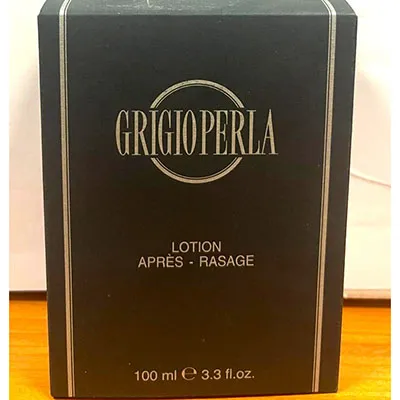 GRIGIOPERLA
LOTION
APRÈS - RASAGE
100 ml ℮ 3.3 fl.oz.